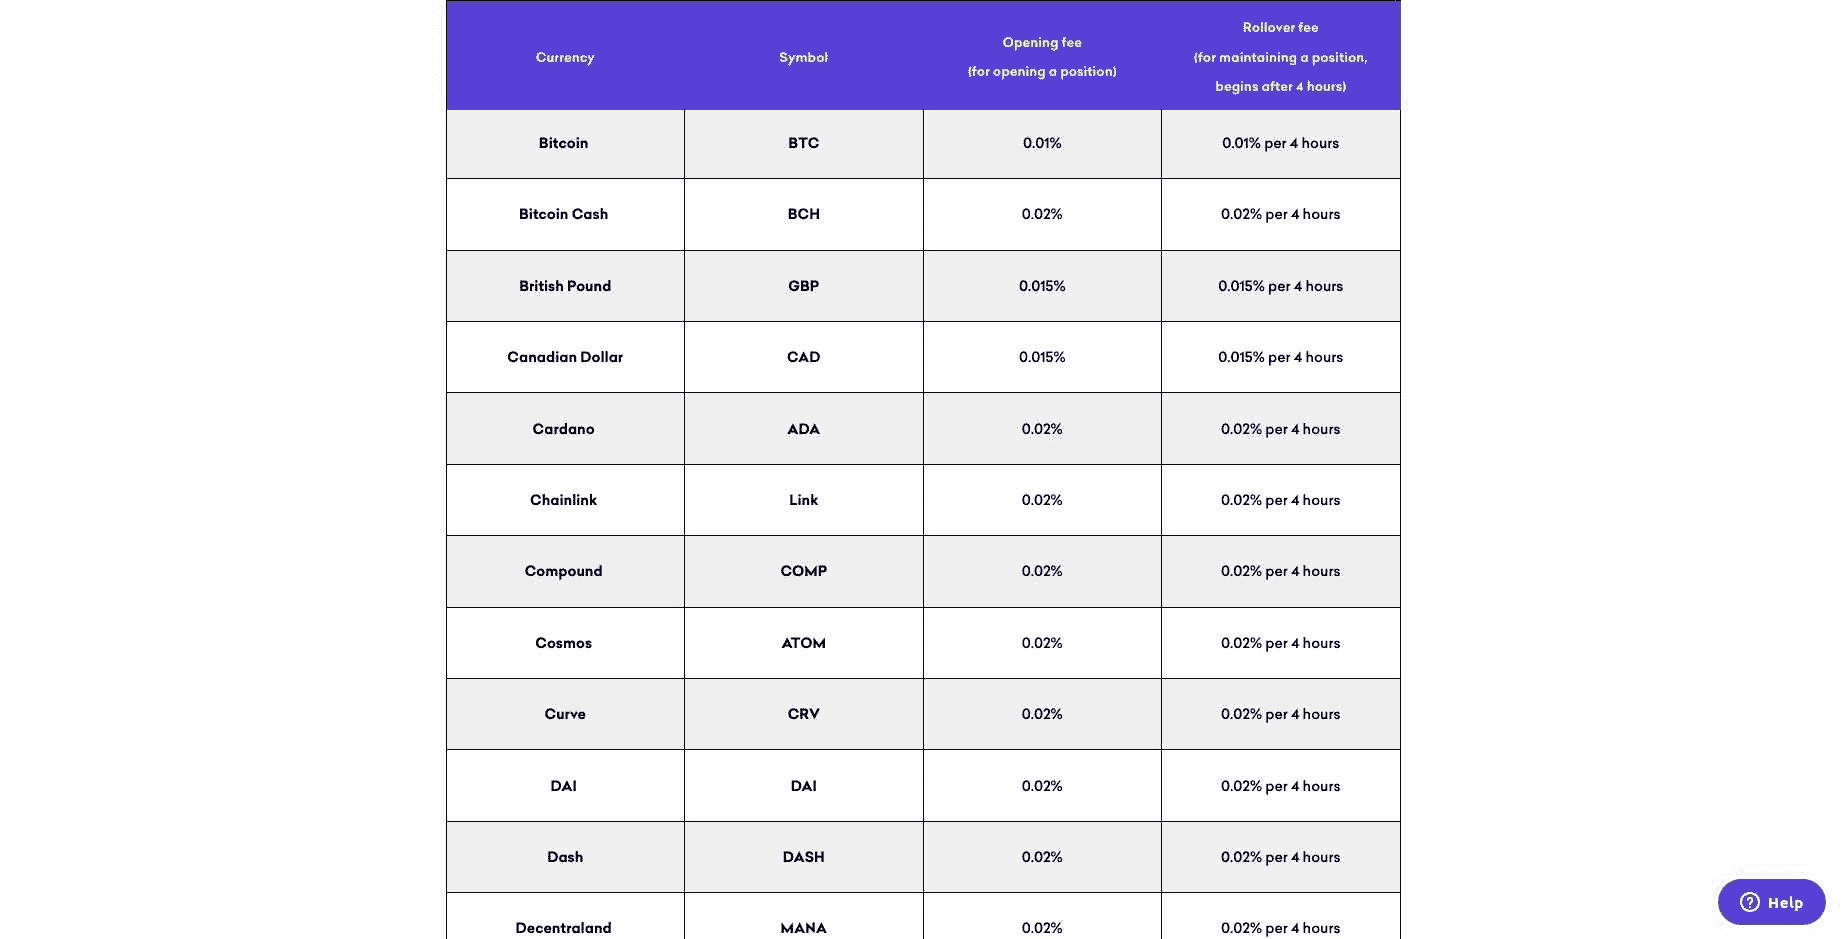 Currency Symbol Opening fee (for opening a position) Rollover fee (for maintaining a position, begins after 4 hours)
Bitcoin BTC 0.01% 0.01% per 4 hours
Bitcoin Cash BCH 0.02% 0.02% per 4 hours
British Pound GBP 0.015% 0.015% per 4 hours
Canadian Dollar CAD 0.015% 0.015% per 4 hours
Cardano ADA 0.02% 0.02% per 4 hours
Chainlink Link 0.02% 0.02% per 4 hours
Compound COMP 0.02% 0.02% per 4 hours
Cosmos ATOM 0.02% 0.02% per 4 hours
Curve CRV 0.02% 0.02% per 4 hours
DAI DAI 0.02% 0.02% per 4 hours
Dash DASH 0.02% 0.02% per 4 hours
Decentraland MANA 0.02% 0.02% per 4 hours
Help